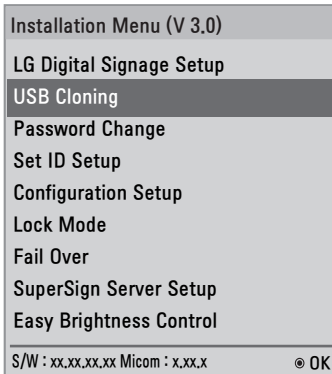 Installation Menu (V 3.0)
LG Digital Signage Setup
USB Cloning
Password Change
Set ID Setup
Configuration Setup
Lock Mode
Fail Over
SuperSign Server Setup
Easy Brightness Control
S/W : xx.xx.xx.xx Micom : x.xx.x ◉ OK